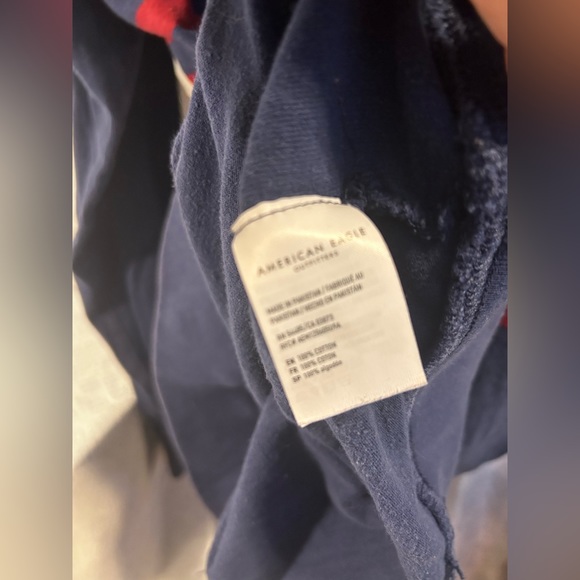 AMERICAN EAGLE
OUTFITTERS
MADE IN PAKISTAN / FABRIQUÉ AU
PAKISTAN / HECHO EN PAKISTAN
EN 100% COTTON
FR 100% COTON
SP 100% algodón